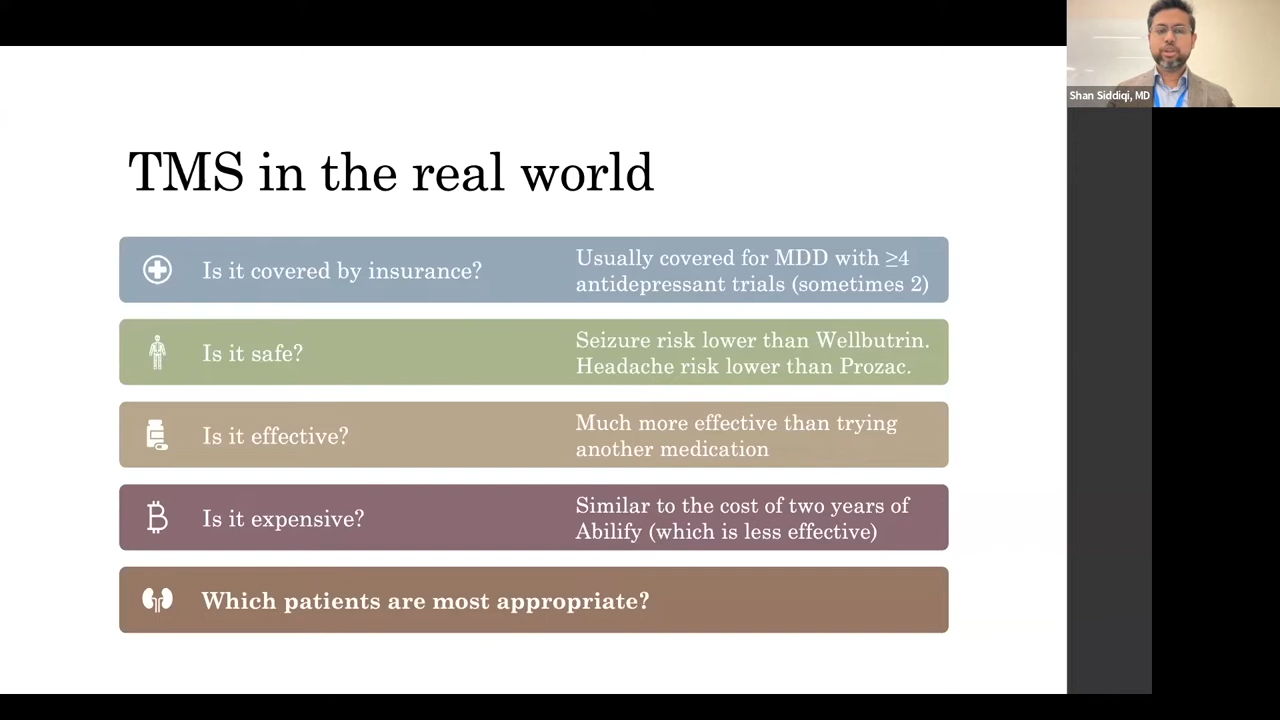 Shan Siddiqi, MD
TMS in the real world
Is it covered by insurance?
Usually covered for MDD with ≥4
antidepressant trials (sometimes 2)
Is it safe?
Seizure risk lower than Wellbutrin.
Headache risk lower than Prozac.
Is it effective?
Much more effective than trying
another medication
Is it expensive?
Similar to the cost of two years of
Abilify (which is less effective)
Which patients are most appropriate?